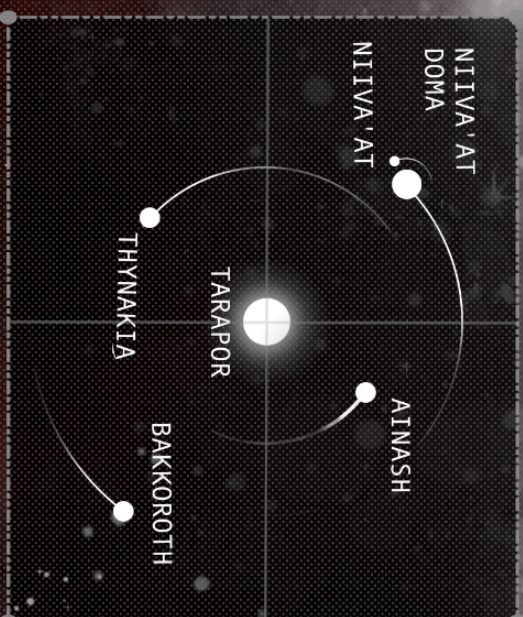 NIIVA'AT
DOMA
NIIVA'AT
THYNAKIA
TARAPOR
AINASH
BAKKOROTH